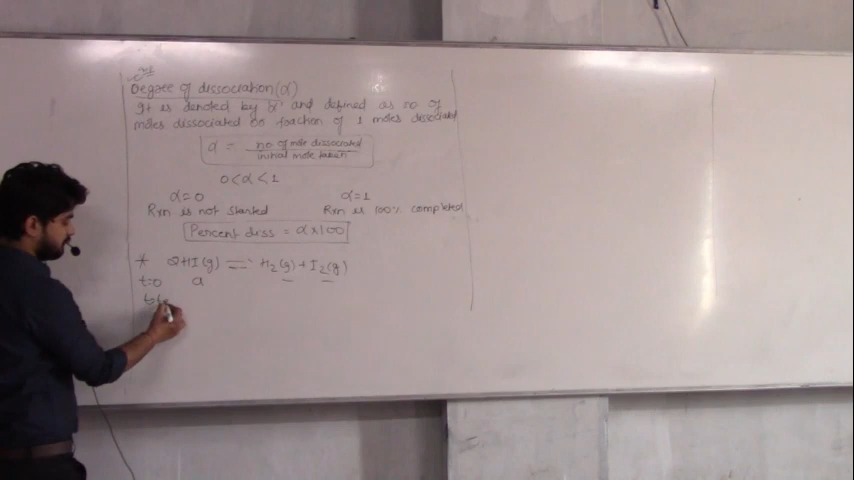 Degree of dissociation (α)
It is denoted by 'α' and defined as no of
moles dissociated or fraction of 1 moles dissociated
α = no of mole dissociated
initial mole taken
0 < α < 1
α=0 α=1
Rxn is not started Rxn is 100% completed
Percent diss = α x 100
* 2HI(g) ⇌ H₂(g) + I₂(g)
t=0 a — —
t=t